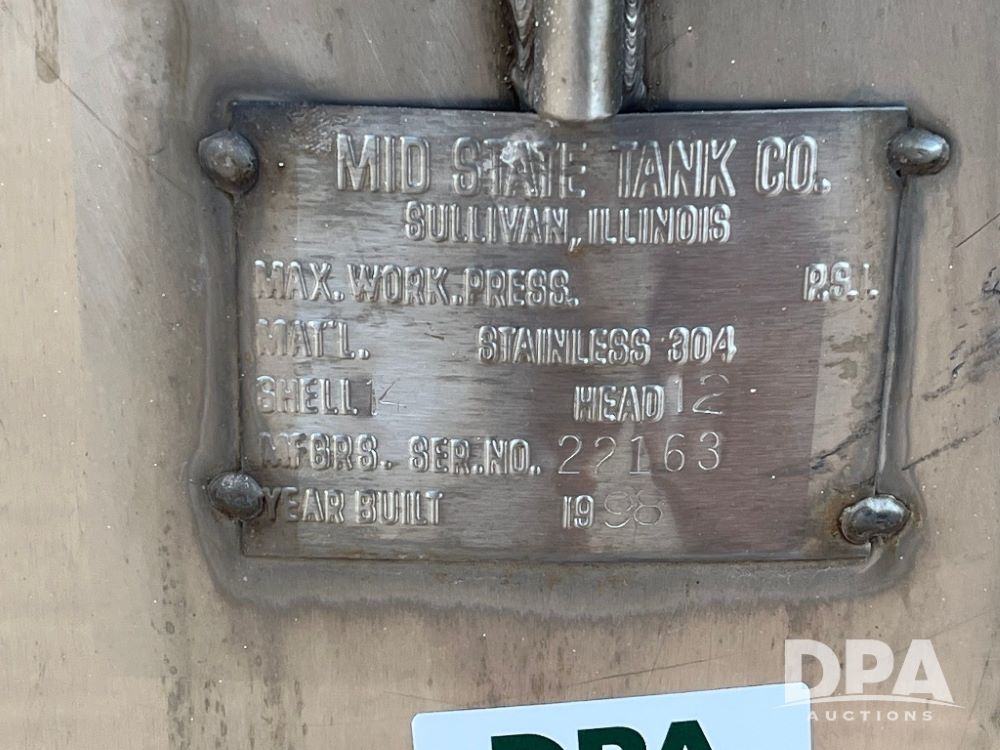 MID STATE TANK CO.
SULLIVAN, ILLINOIS
MAX. WORK. PRESS. P.S.I.
MAT'L. STAINLESS 304
SHELL 14 HEAD 12
MFGRS. SER. NO. 22163
YEAR BUILT 1998
DPA
AUCTIONS
DPA